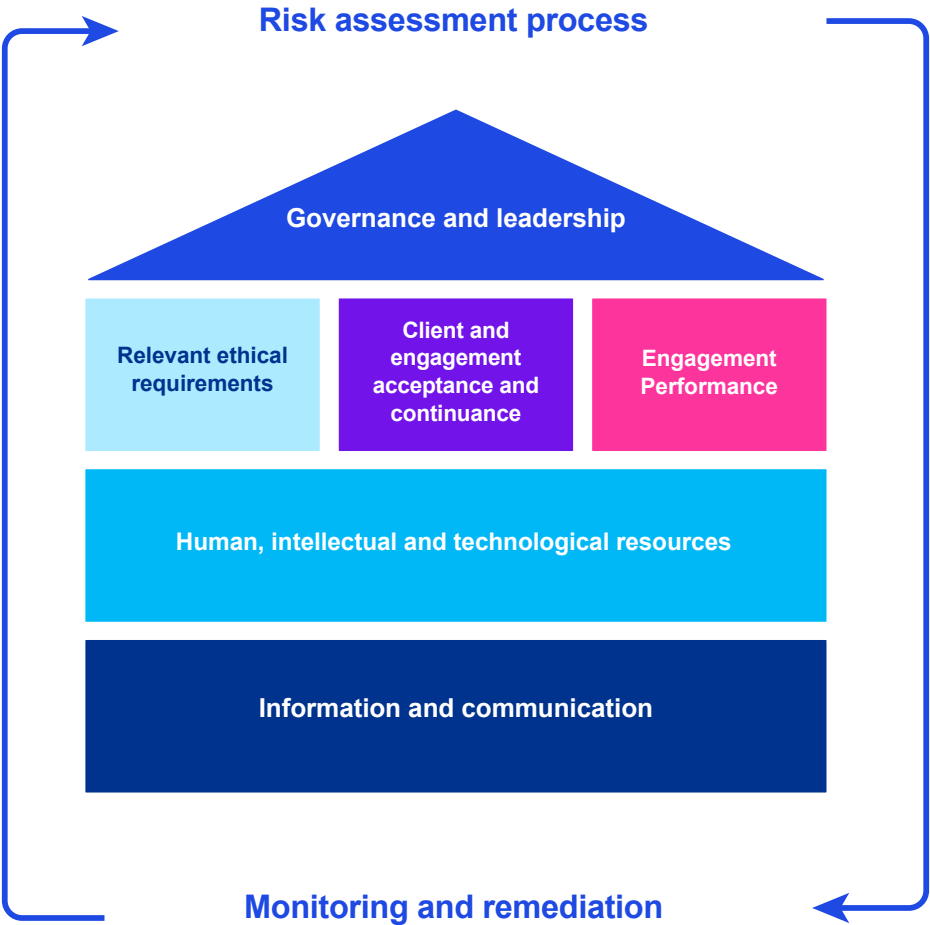 Risk assessment process
Governance and leadership
Relevant ethical
requirements
Client and
engagement
acceptance and
continuance
Engagement
Performance
Human, intellectual and technological resources
Information and communication
Monitoring and remediation